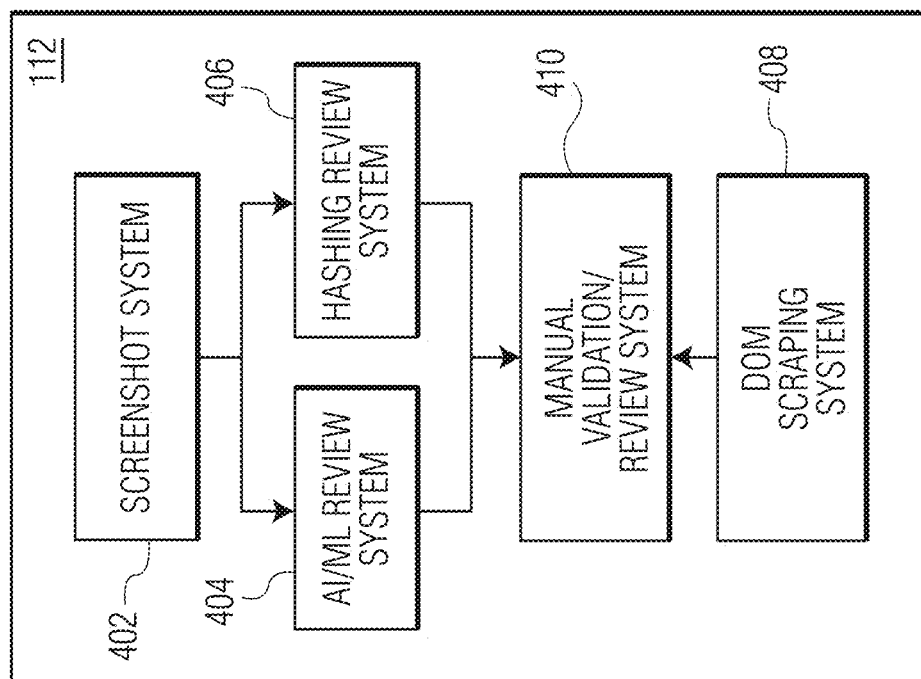 112
402
SCREENSHOT SYSTEM
404
AI/ML REVIEW
SYSTEM
406
HASHING REVIEW
SYSTEM
410
MANUAL
VALIDATION/
REVIEW SYSTEM
408
DOM
SCRAPING
SYSTEM